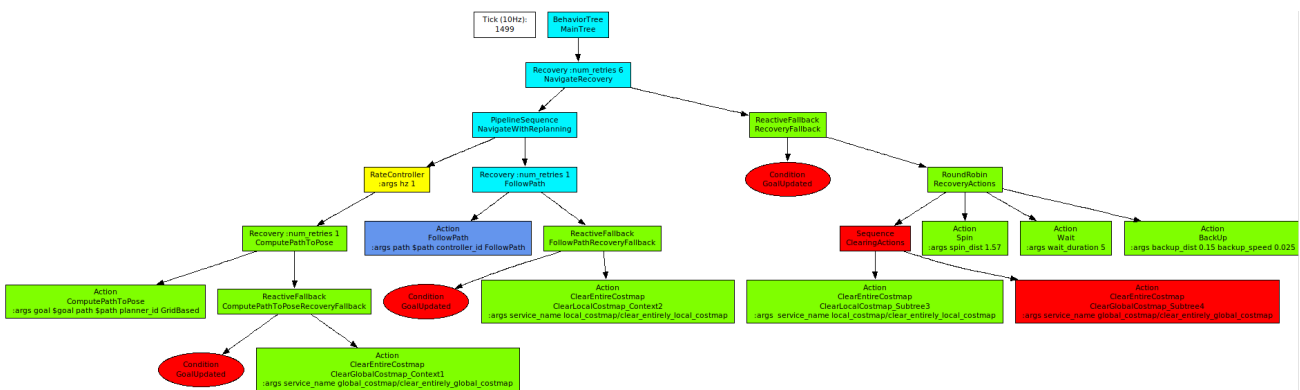 Tick (10Hz):
1499
BehaviorTree
MainTree
Recovery :num_retries 6
NavigateRecovery
PipelineSequence
NavigateWithReplanning
ReactiveFallback
RecoveryFallback
RateController
:args hz 1
Recovery :num_retries 1
FollowPath
Condition
GoalUpdated
RoundRobin
RecoveryActions
Recovery :num_retries 1
ComputePathToPose
Action
FollowPath
:args path $path controller_id FollowPath
ReactiveFallback
FollowPathRecoveryFallback
Sequence
ClearingActions
Action
Spin
:args spin_dist 1.57
Action
Wait
:args wait_duration 5
Action
BackUp
:args backup_dist 0.15 backup_speed 0.025
Action
ComputePathToPose
:args goal $goal path $path planner_id GridBased
ReactiveFallback
ComputePathToPoseRecoveryFallback
Condition
GoalUpdated
Action
ClearEntireCostmap
ClearLocalCostmap_Context2
:args service_name local_costmap/clear_entirely_local_costmap
Action
ClearEntireCostmap
ClearLocalCostmap_Subtree3
:args  service_name local_costmap/clear_entirely_local_costmap
Action
ClearEntireCostmap
ClearGlobalCostmap_Subtree4
:args service_name global_costmap/clear_entirely_global_costmap
Condition
GoalUpdated
Action
ClearEntireCostmap
ClearGlobalCostmap_Context1
:args service_name global_costmap/clear_entirely_global_costmap